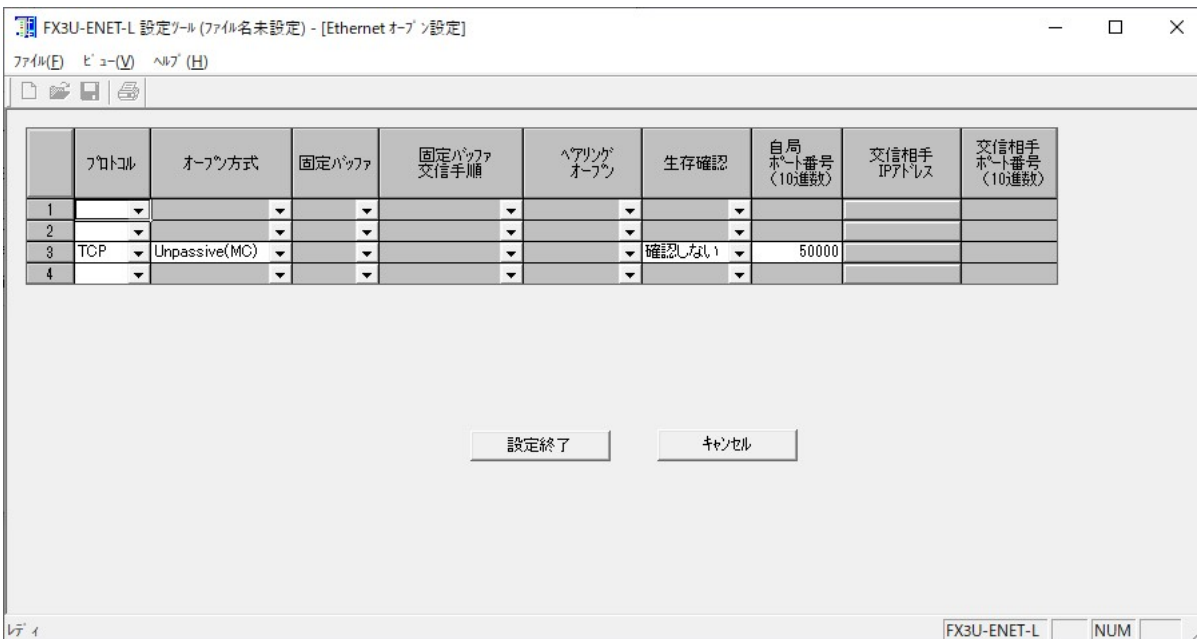 FX3U-ENET-L 設定ツール (ファイル名未設定) - [Ethernet オープン設定]
ファイル(F) ビュー(V) ヘルプ(H)
プロトコル オープン方式 固定バッファ 固定バッファ 交信手順 ペアリング オープン 生存確認 自局 ポート番号 (10進数) 交信相手 IPアドレス 交信相手 ポート番号 (10進数)
1
2
3 TCP Unpassive(MC) 確認しない 50000
4
設定終了 キャンセル
レディ FX3U-ENET-L NUM